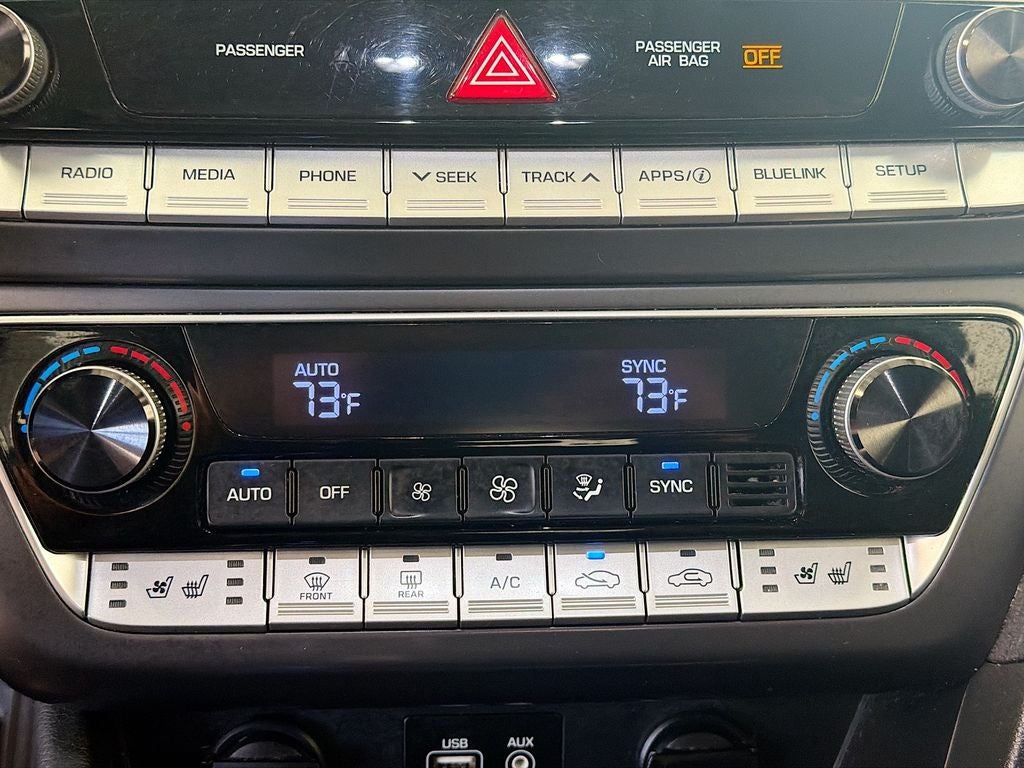 PASSENGER
PASSENGER
AIR BAG
OFF
RADIO
MEDIA
PHONE
SEEK
TRACK
APPS/i
BLUELINK
SETUP
AUTO
73°F
SYNC
73°F
AUTO
OFF
SYNC
FRONT
REAR
A/C
USB
AUX